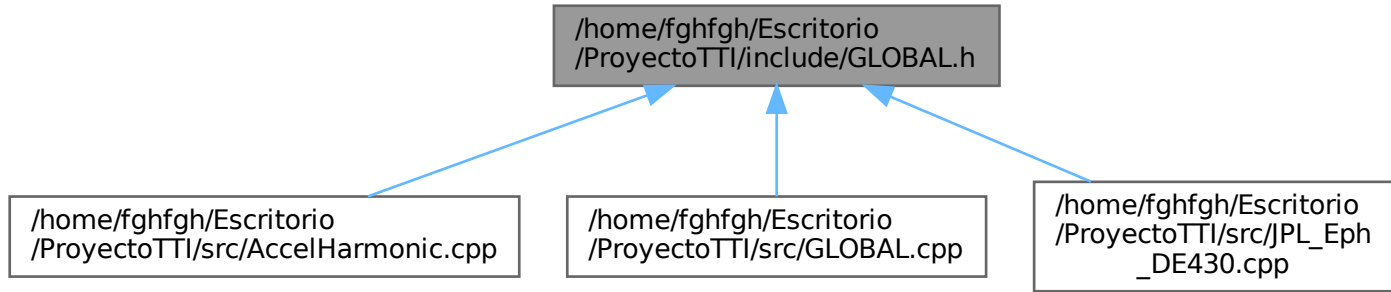 /home/fghfgh/Escritorio
/ProyectoTTI/include/GLOBAL.h
/home/fghfgh/Escritorio
/ProyectoTTI/src/AccelHarmonic.cpp
/home/fghfgh/Escritorio
/ProyectoTTI/src/GLOBAL.cpp
/home/fghfgh/Escritorio
/ProyectoTTI/src/JPL_Eph
_DE430.cpp